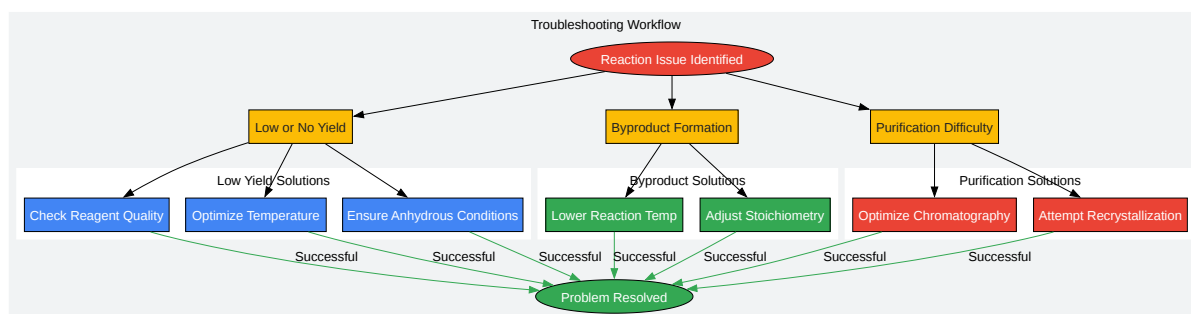 Troubleshooting Workflow
Reaction Issue Identified
Low or No Yield
Byproduct Formation
Purification Difficulty
Low Yield Solutions
Byproduct Solutions
Purification Solutions
Check Reagent Quality
Optimize Temperature
Ensure Anhydrous Conditions
Lower Reaction Temp
Adjust Stoichiometry
Optimize Chromatography
Attempt Recrystallization
Successful
Successful
Successful
Successful
Successful
Successful
Successful
Problem Resolved